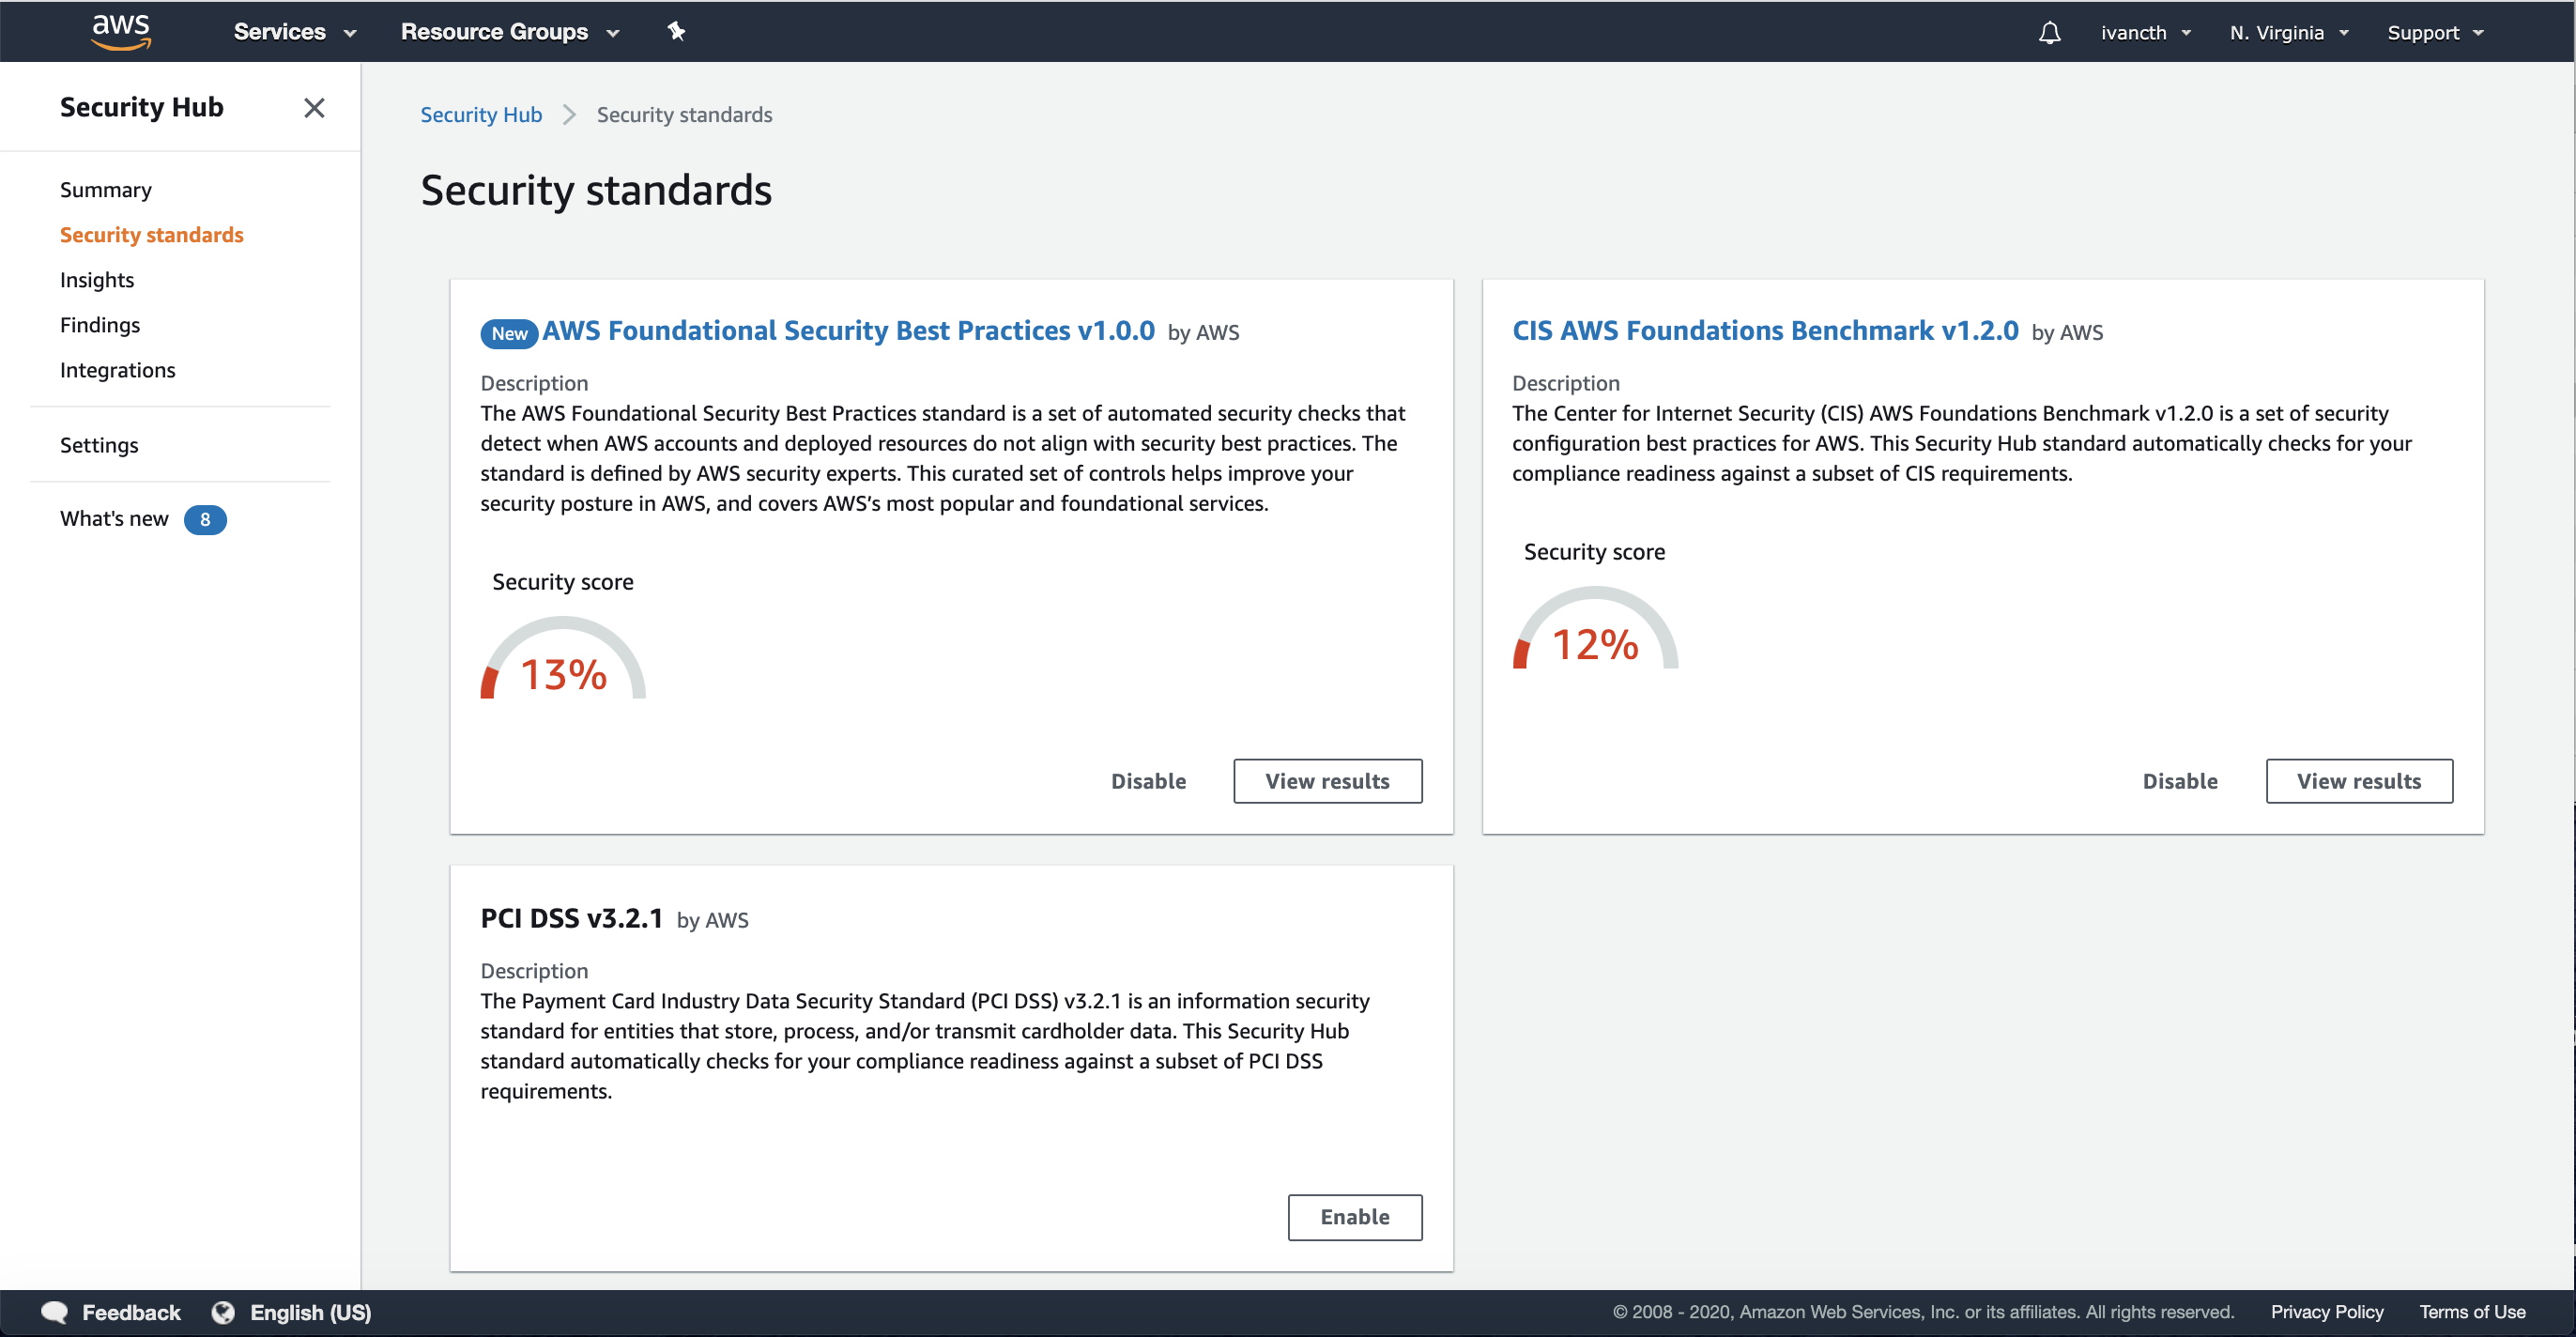 aws
Services
Resource Groups
ivancth
N. Virginia
Support
Security Hub
Summary
Security standards
Insights
Findings
Integrations
Settings
What's new 8
Security Hub
Security standards
Security standards
New AWS Foundational Security Best Practices v1.0.0 by AWS
Description
The AWS Foundational Security Best Practices standard is a set of automated security checks that
detect when AWS accounts and deployed resources do not align with security best practices. The
standard is defined by AWS security experts. This curated set of controls helps improve your
security posture in AWS, and covers AWS’s most popular and foundational services.
Security score
13%
Disable
View results
CIS AWS Foundations Benchmark v1.2.0 by AWS
Description
The Center for Internet Security (CIS) AWS Foundations Benchmark v1.2.0 is a set of security
configuration best practices for AWS. This Security Hub standard automatically checks for your
compliance readiness against a subset of CIS requirements.
Security score
12%
Disable
View results
PCI DSS v3.2.1 by AWS
Description
The Payment Card Industry Data Security Standard (PCI DSS) v3.2.1 is an information security
standard for entities that store, process, and/or transmit cardholder data. This Security Hub
standard automatically checks for your compliance readiness against a subset of PCI DSS
requirements.
Enable
Feedback
English (US)
© 2008 - 2020, Amazon Web Services, Inc. or its affiliates. All rights reserved.
Privacy Policy
Terms of Use